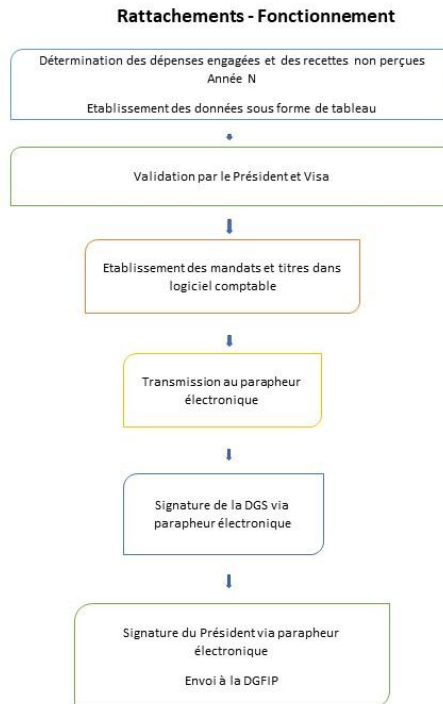 Rattachements - Fonctionnement
Détermination des dépenses engagées et des recettes non perçues
Année N
Etablissement des données sous forme de tableau
Validation par le Président et Visa
Etablissement des mandats et titres dans
logiciel comptable
Transmission au parapheur
électronique
Signature de la DGS via
parapheur électronique
Signature du Président via parapheur
électronique
Envoi à la DGFIP